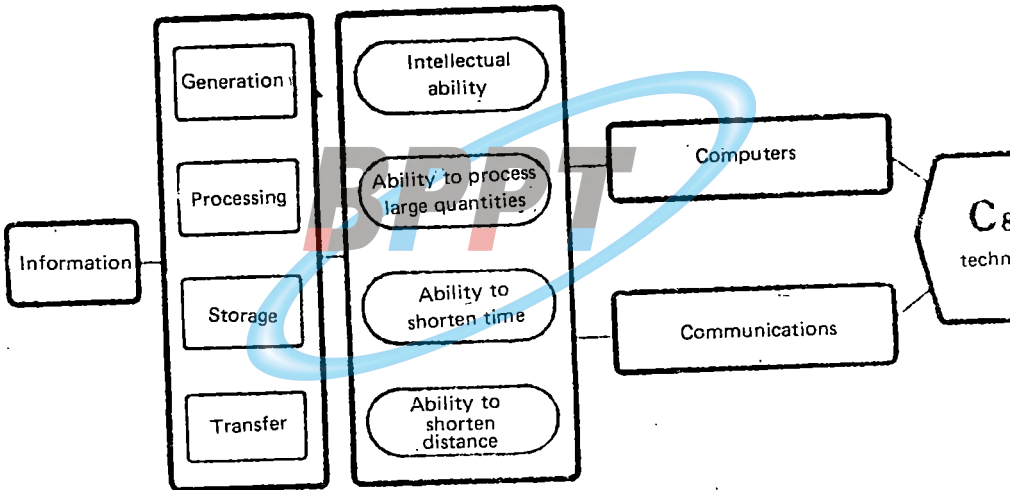 Information
Generation
Processing
Storage
Transfer
Intellectual
ability
Ability to process
large quantities
Ability to
shorten time
Ability to
shorten
distance
Computers
Communications
C
BPPT